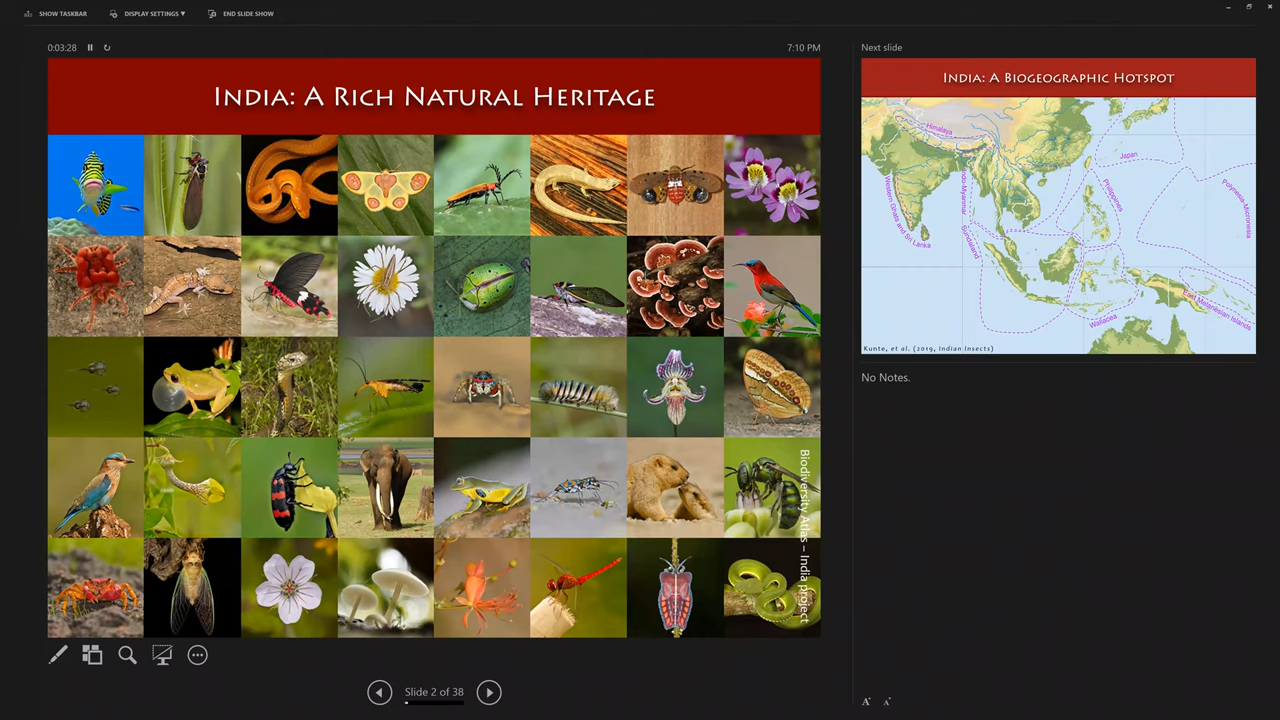 SHOW TASKBAR
DISPLAY SETTINGS ▼
END SLIDE SHOW
0:03:28
7:10 PM
India: A Rich Natural Heritage
Biodiversity Atlas – India project
Slide 2 of 38
Next slide
India: A Biogeographic Hotspot
Himalaya
Japan
Western Ghats and Sri Lanka
Indo-Myanmar
Philippines
Polynesia-Micronesia
Sundaland
East Melanesian Islands
Wallacea
Kunte, et al. (2019, Indian Insects)
No Notes.
A
A